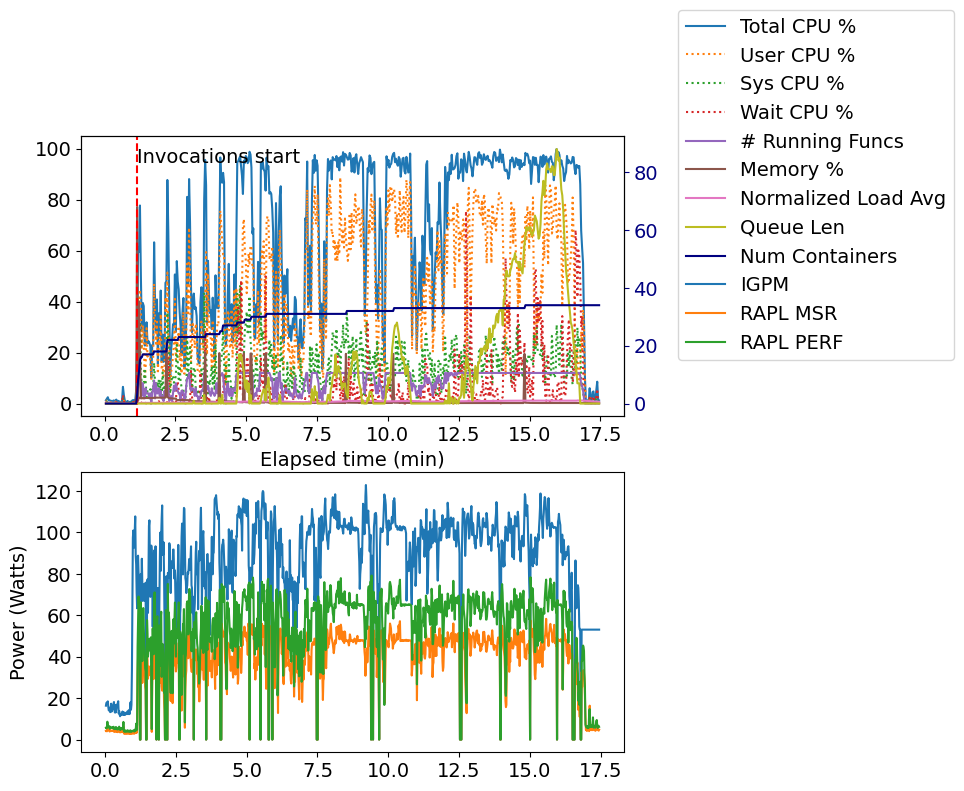 Total CPU %
User CPU %
Sys CPU %
Wait CPU %
# Running Funcs
Memory %
Normalized Load Avg
Queue Len
Num Containers
IGPM
RAPL MSR
RAPL PERF
Invocations start
100
80
60
40
20
0
80
60
40
20
0
0.0 2.5 5.0 7.5 10.0 12.5 15.0 17.5
Elapsed time (min)
Power (Watts)
120
100
80
60
40
20
0
0.0 2.5 5.0 7.5 10.0 12.5 15.0 17.5